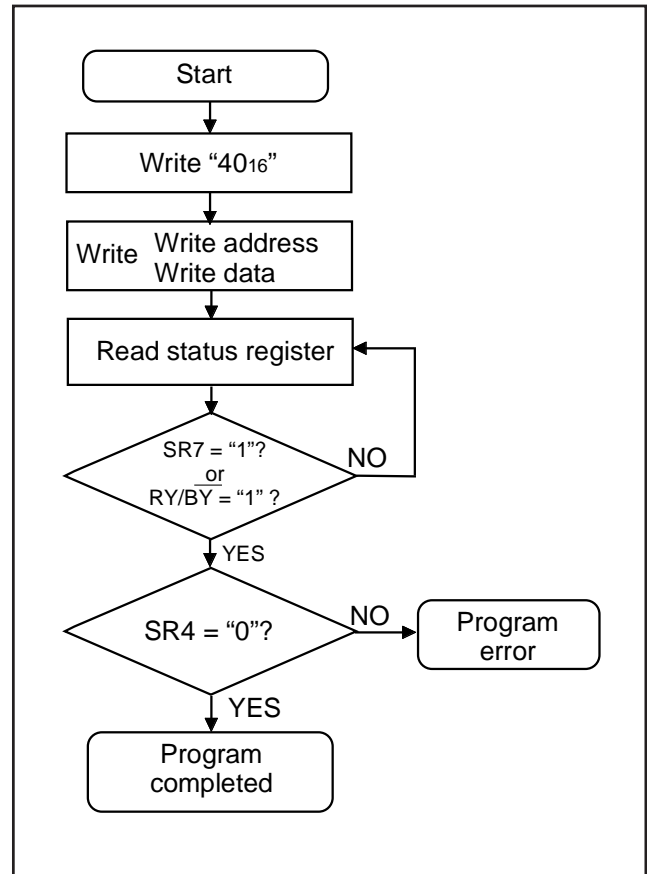 Start
Write “40₁₆”
Write Write address
Write data
Read status register
SR7 = “1”?
or
RY/B̅Y̅ = “1” ?
NO
YES
SR4 = “0”?
NO
Program
error
YES
Program
completed